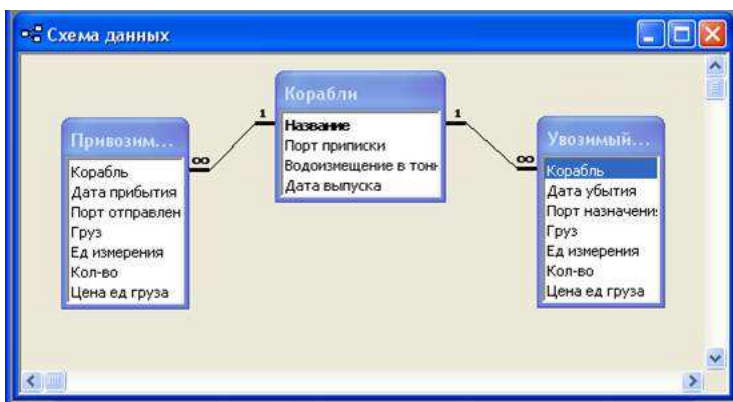 Схема данных
Привозим...
Корабль
Дата прибытия
Порт отправлен
Груз
Ед измерения
Кол-во
Цена ед груза
1
∞
Корабли
Название
Порт приписки
Водоизмещение в тонн
Дата выпуска
1
∞
Увозимый...
Корабль
Дата убытия
Порт назначени
Груз
Ед измерения
Кол-во
Цена ед груза